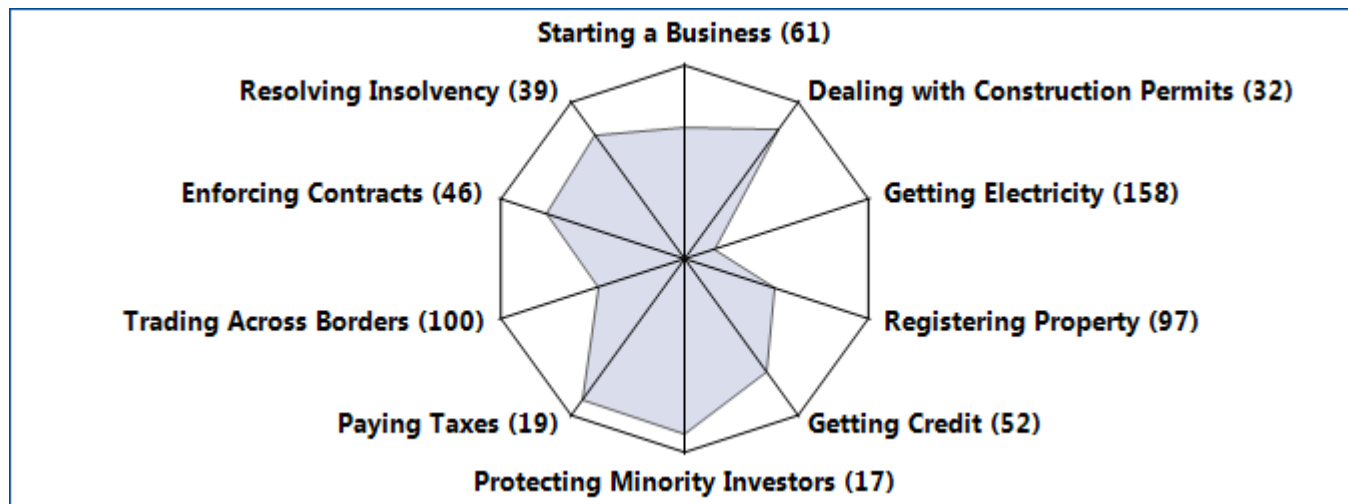 Starting a Business (61)
Resolving Insolvency (39)
Dealing with Construction Permits (32)
Enforcing Contracts (46)
Getting Electricity (158)
Trading Across Borders (100)
Registering Property (97)
Paying Taxes (19)
Getting Credit (52)
Protecting Minority Investors (17)